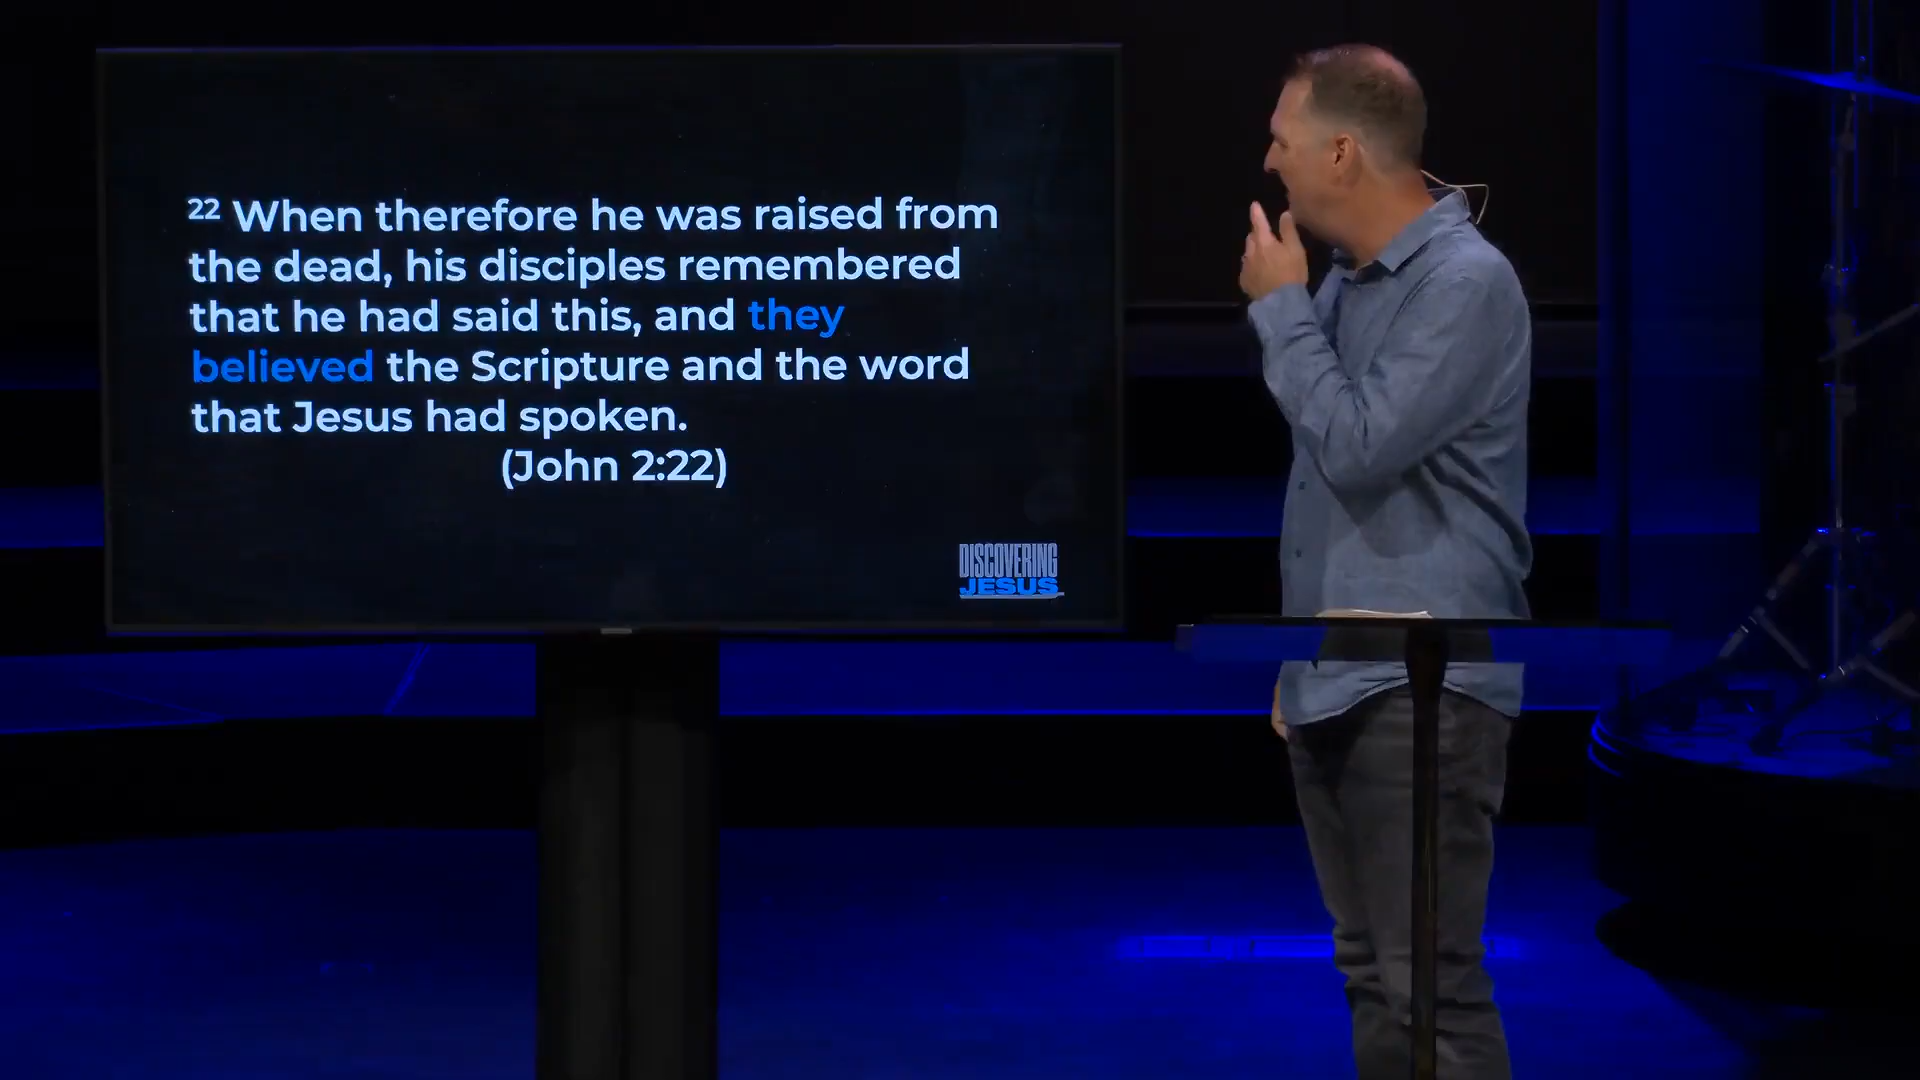 22 When therefore he was raised from
the dead, his disciples remembered
that he had said this, and they
believed the Scripture and the word
that Jesus had spoken.
(John 2:22)
DISCOVERING
JESUS